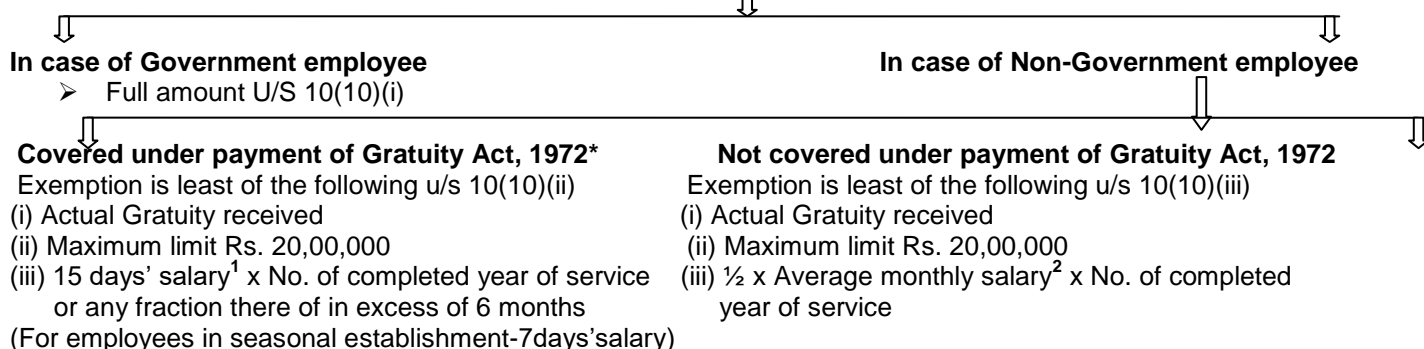 In case of Government employee
➢ Full amount U/S 10(10)(i)
In case of Non-Government employee
Covered under payment of Gratuity Act, 1972*
Exemption is least of the following u/s 10(10)(ii)
(i) Actual Gratuity received
(ii) Maximum limit Rs. 20,00,000
(iii) 15 days’ salary¹ x No. of completed year of service
or any fraction there of in excess of 6 months
(For employees in seasonal establishment-7days’salary)
Not covered under payment of Gratuity Act, 1972
Exemption is least of the following u/s 10(10)(iii)
(i) Actual Gratuity received
(ii) Maximum limit Rs. 20,00,000
(iii) ½ x Average monthly salary² x No. of completed
year of service